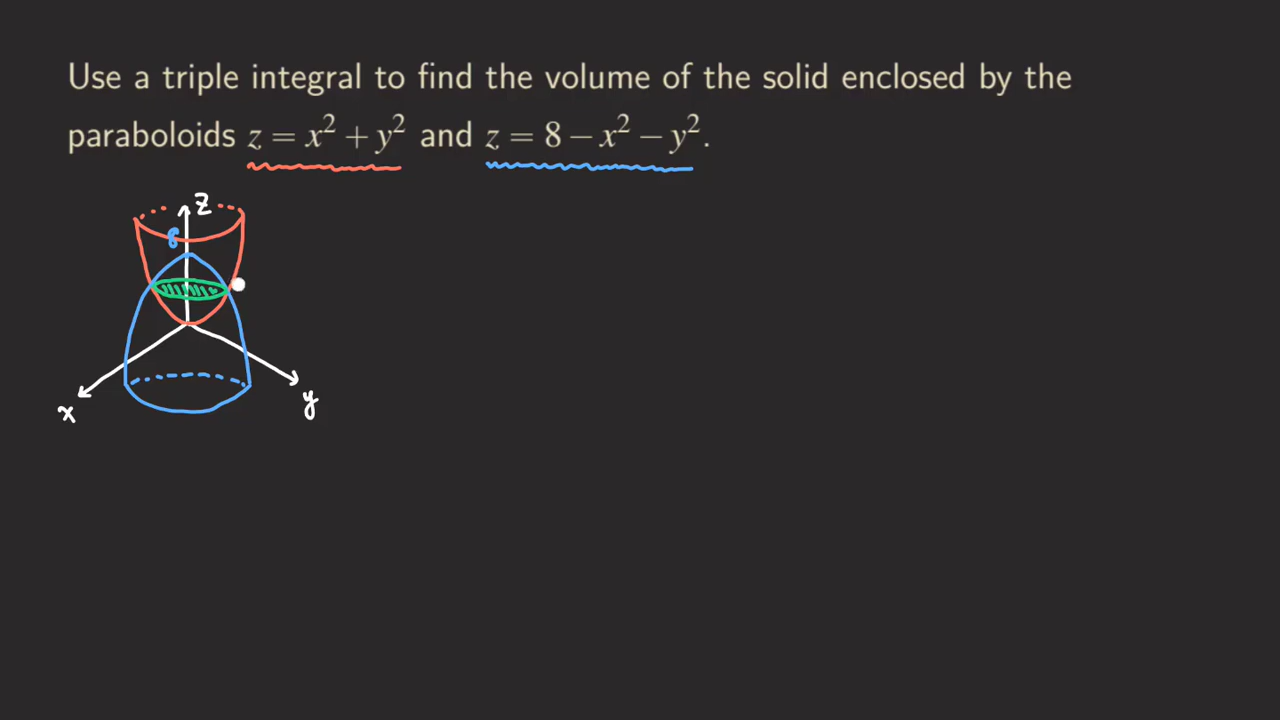 Use a triple integral to find the volume of the solid enclosed by the
paraboloids z = x² + y² and z = 8 − x² − y².
z
8
x
y